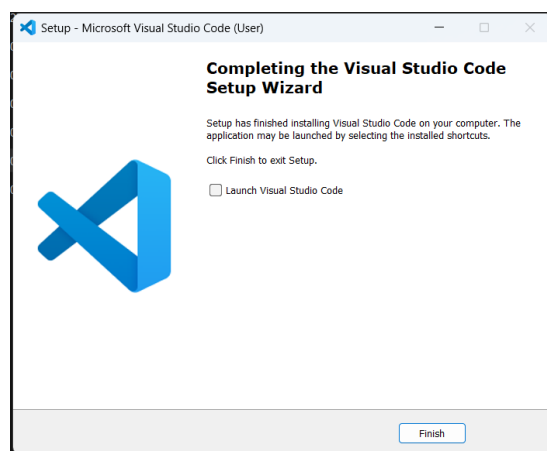 Setup - Microsoft Visual Studio Code (User)
Completing the Visual Studio Code
Setup Wizard
Setup has finished installing Visual Studio Code on your computer. The
application may be launched by selecting the installed shortcuts.
Click Finish to exit Setup.
Launch Visual Studio Code
Finish